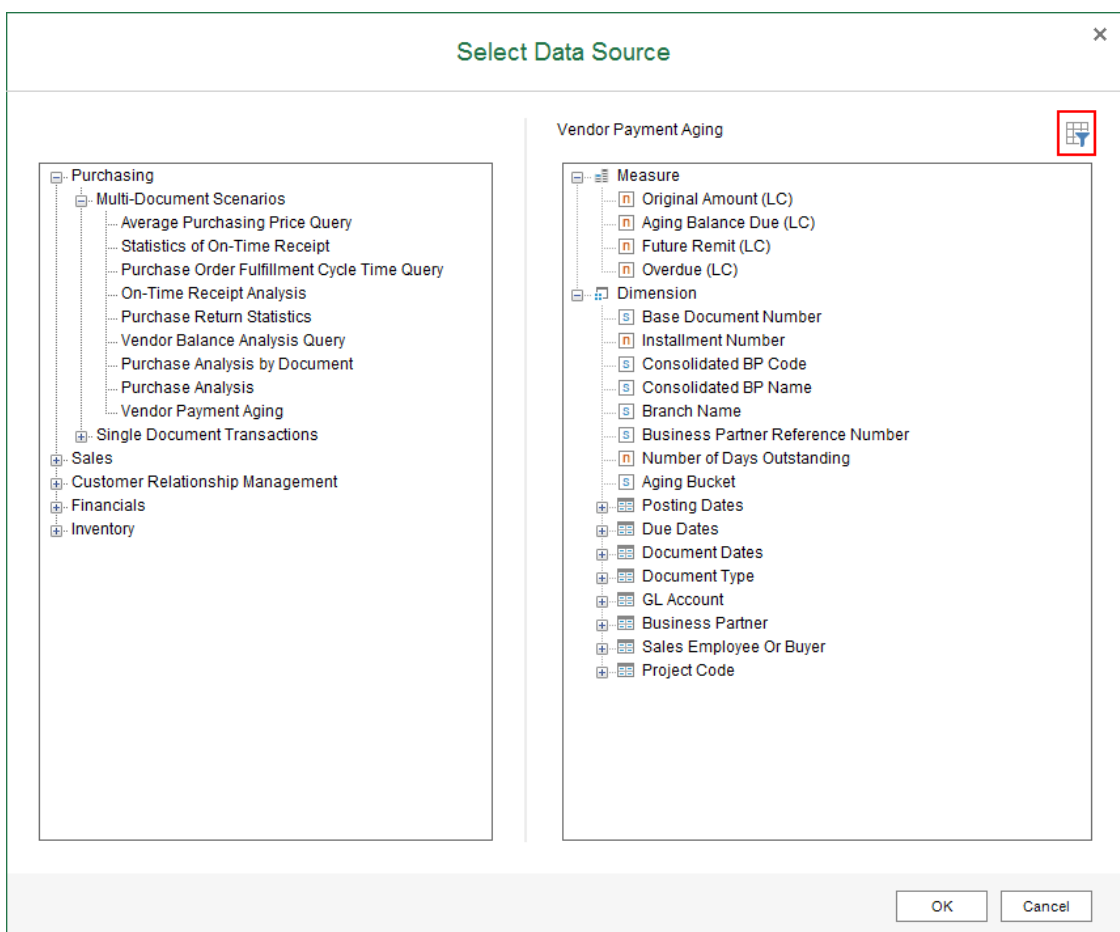 Select Data Source
Vendor Payment Aging
Purchasing
Multi-Document Scenarios
Average Purchasing Price Query
Statistics of On-Time Receipt
Purchase Order Fulfillment Cycle Time Query
On-Time Receipt Analysis
Purchase Return Statistics
Vendor Balance Analysis Query
Purchase Analysis by Document
Purchase Analysis
Vendor Payment Aging
Single Document Transactions
Sales
Customer Relationship Management
Financials
Inventory
Measure
n Original Amount (LC)
n Aging Balance Due (LC)
n Future Remit (LC)
n Overdue (LC)
Dimension
s Base Document Number
n Installment Number
s Consolidated BP Code
s Consolidated BP Name
s Branch Name
s Business Partner Reference Number
n Number of Days Outstanding
s Aging Bucket
Posting Dates
Due Dates
Document Dates
Document Type
GL Account
Business Partner
Sales Employee Or Buyer
Project Code
OK
Cancel